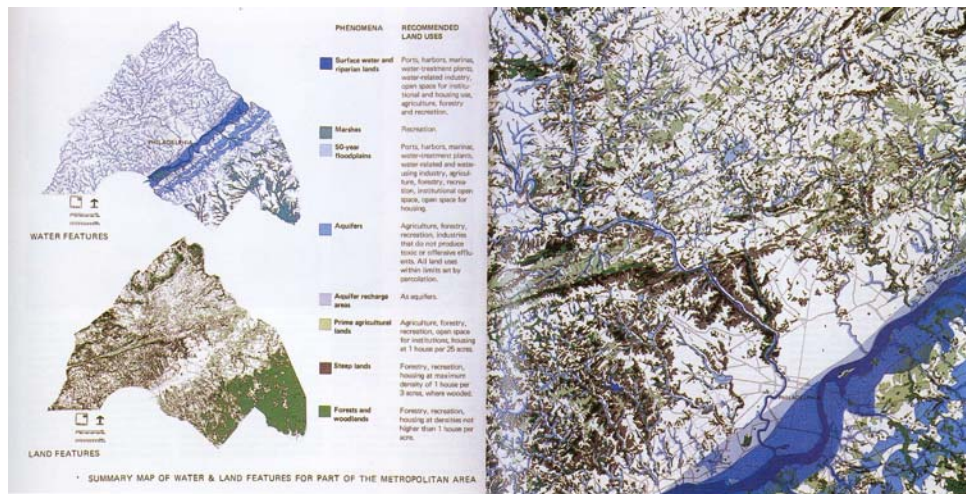 PHENOMENA
RECOMMENDED
LAND USES
Surface water and
riparian lands
Ports, harbors, marinas,
water-treatment plants,
water-related industry,
open space for institu-
tional and housing use,
agriculture, forestry
and recreation.
Marshes
Recreation.
50-year
floodplains
Ports, harbors, marinas,
water-treatment plants,
water-related and water-
using industry, agricul-
ture, forestry, recrea-
tion, institutional open
space, open space for
housing.
Aquifers
Agriculture, forestry,
recreation, industries
that do not produce
toxic or offensive efflu-
ents. All land uses
within limits set by
percolation.
Aquifer recharge
areas
As aquifers.
Prime agricultural
lands
Agriculture, forestry,
recreation, open space
for institutions, housing
at 1 house per 25 acres.
Steep lands
Forestry, recreation,
housing at maximum
density of 1 house per
3 acres, where wooded.
Forests and
woodlands
Forestry, recreation,
housing at densities not
higher than 1 house per
acre.
PHILADELPHIA
WATER FEATURES
LAND FEATURES
SUMMARY MAP OF WATER & LAND FEATURES FOR PART OF THE METROPOLITAN AREA
PHILADELPHIA